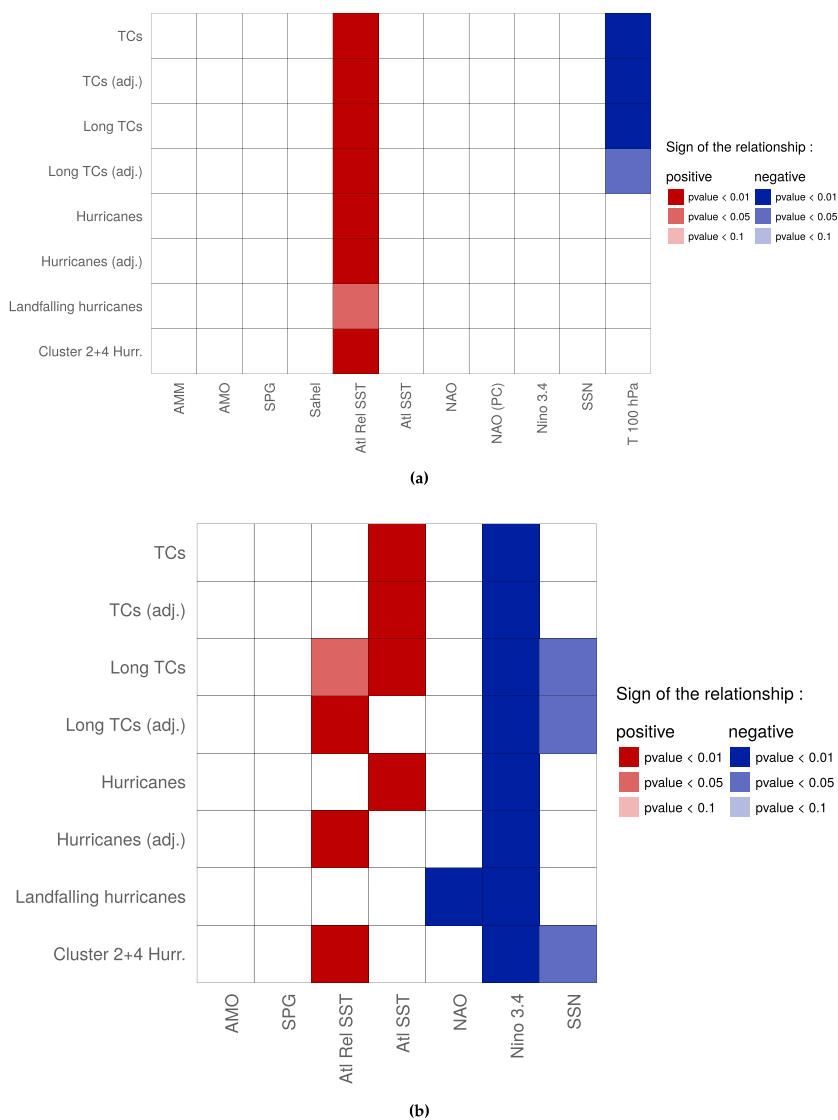 TCs
TCs (adj.)
Long TCs
Long TCs (adj.)
Hurricanes
Hurricanes (adj.)
Landfalling hurricanes
Cluster 2+4 Hurr.
AMM
AMO
SPG
Sahel
Atl Rel SST
Atl SST
NAO
NAO (PC)
Nino 3.4
SSN
T 100 hPa
Sign of the relationship :
positive negative
pvalue < 0.01 pvalue < 0.01
pvalue < 0.05 pvalue < 0.05
pvalue < 0.1 pvalue < 0.1
(a)
TCs
TCs (adj.)
Long TCs
Long TCs (adj.)
Hurricanes
Hurricanes (adj.)
Landfalling hurricanes
Cluster 2+4 Hurr.
AMO
SPG
Atl Rel SST
Atl SST
NAO
Nino 3.4
SSN
Sign of the relationship :
positive negative
pvalue < 0.01 pvalue < 0.01
pvalue < 0.05 pvalue < 0.05
pvalue < 0.1 pvalue < 0.1
(b)